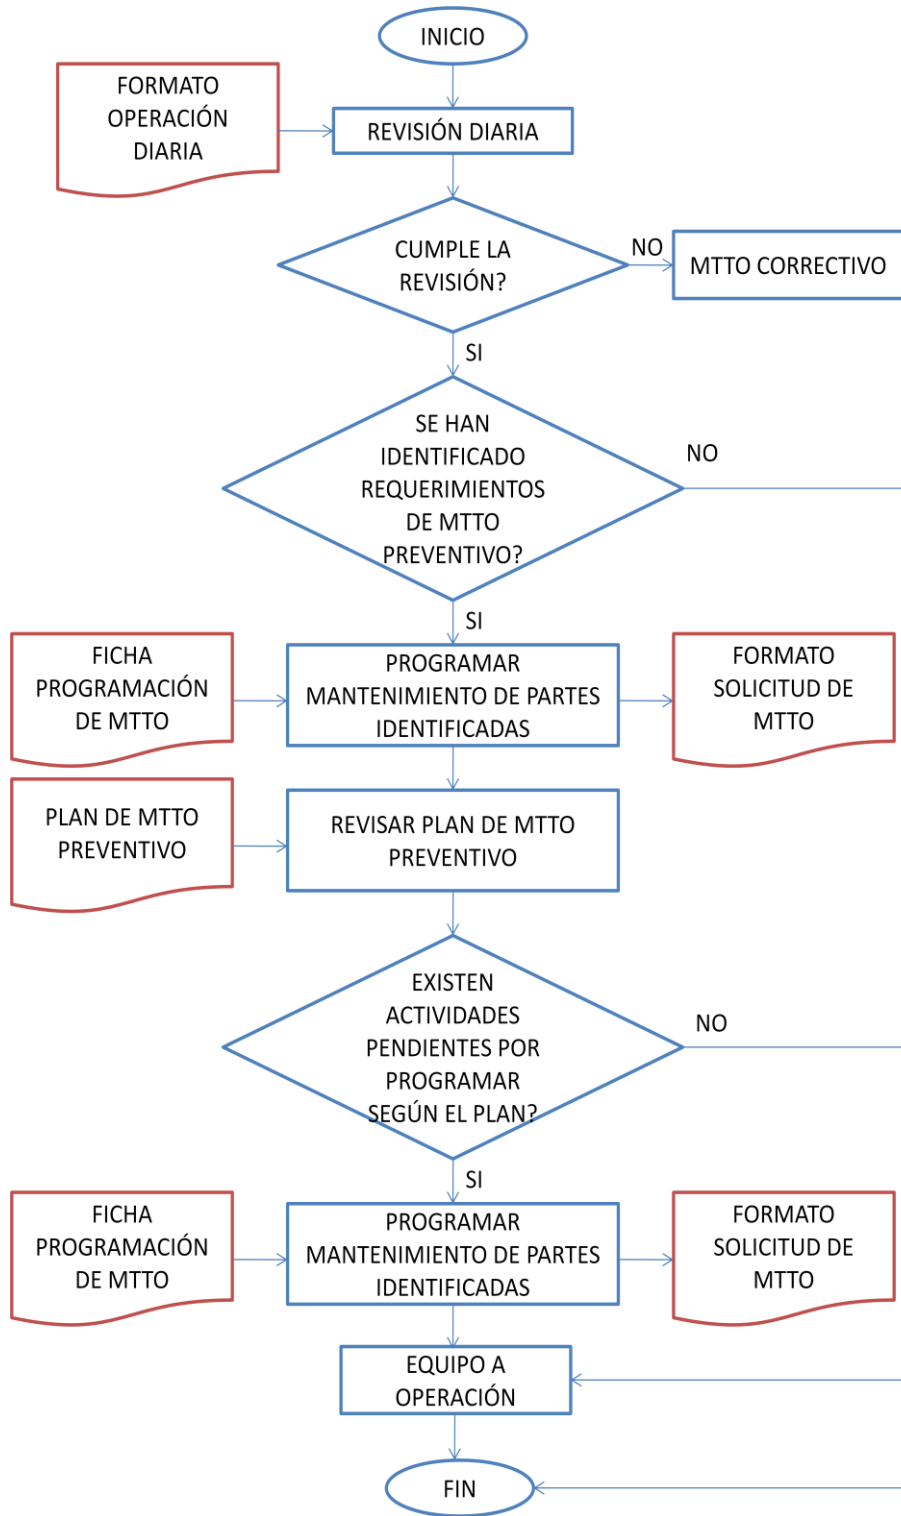 INICIO
FORMATO
OPERACIÓN
DIARIA
REVISIÓN DIARIA
CUMPLE LA
REVISIÓN?
NO
MTTO CORRECTIVO
SI
SE HAN
IDENTIFICADO
REQUERIMIENTOS
DE MTTO
PREVENTIVO?
NO
SI
FICHA
PROGRAMACIÓN
DE MTTO
PROGRAMAR
MANTENIMIENTO DE PARTES
IDENTIFICADAS
FORMATO
SOLICITUD DE
MTTO
PLAN DE MTTO
PREVENTIVO
REVISAR PLAN DE MTTO
PREVENTIVO
EXISTEN
ACTIVIDADES
PENDIENTES POR
PROGRAMAR
SEGÚN EL PLAN?
NO
SI
FICHA
PROGRAMACIÓN
DE MTTO
PROGRAMAR
MANTENIMIENTO DE PARTES
IDENTIFICADAS
FORMATO
SOLICITUD DE
MTTO
EQUIPO A
OPERACIÓN
FIN